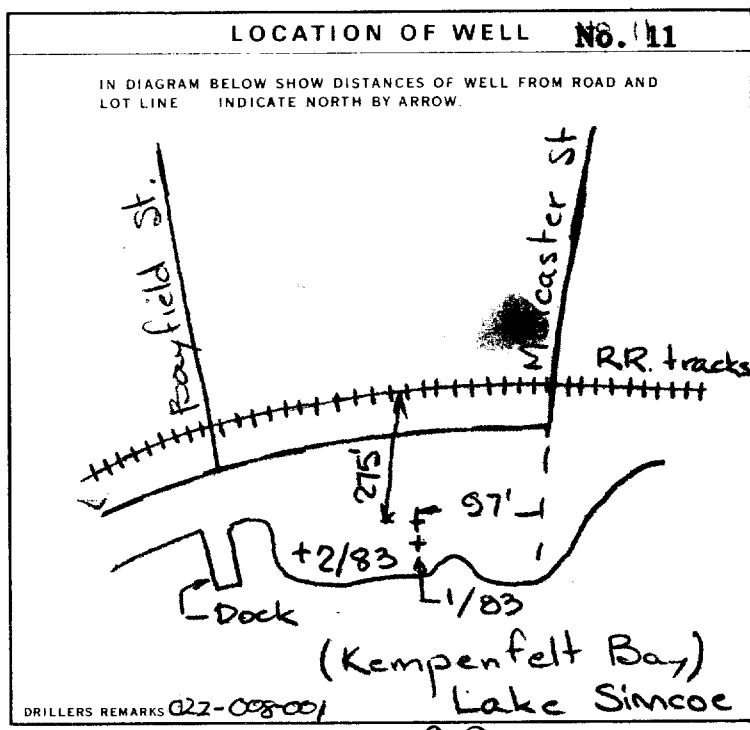 LOCATION OF WELL No. 11
IN DIAGRAM BELOW SHOW DISTANCES OF WELL FROM ROAD AND
LOT LINE INDICATE NORTH BY ARROW.
Bayfield St.
Mulcaster St
R.R. tracks
275'
97'
+2/83
1/83
Dock
(Kempenfelt Bay)
Lake Simcoe
DRILLERS REMARKS 022-008-001